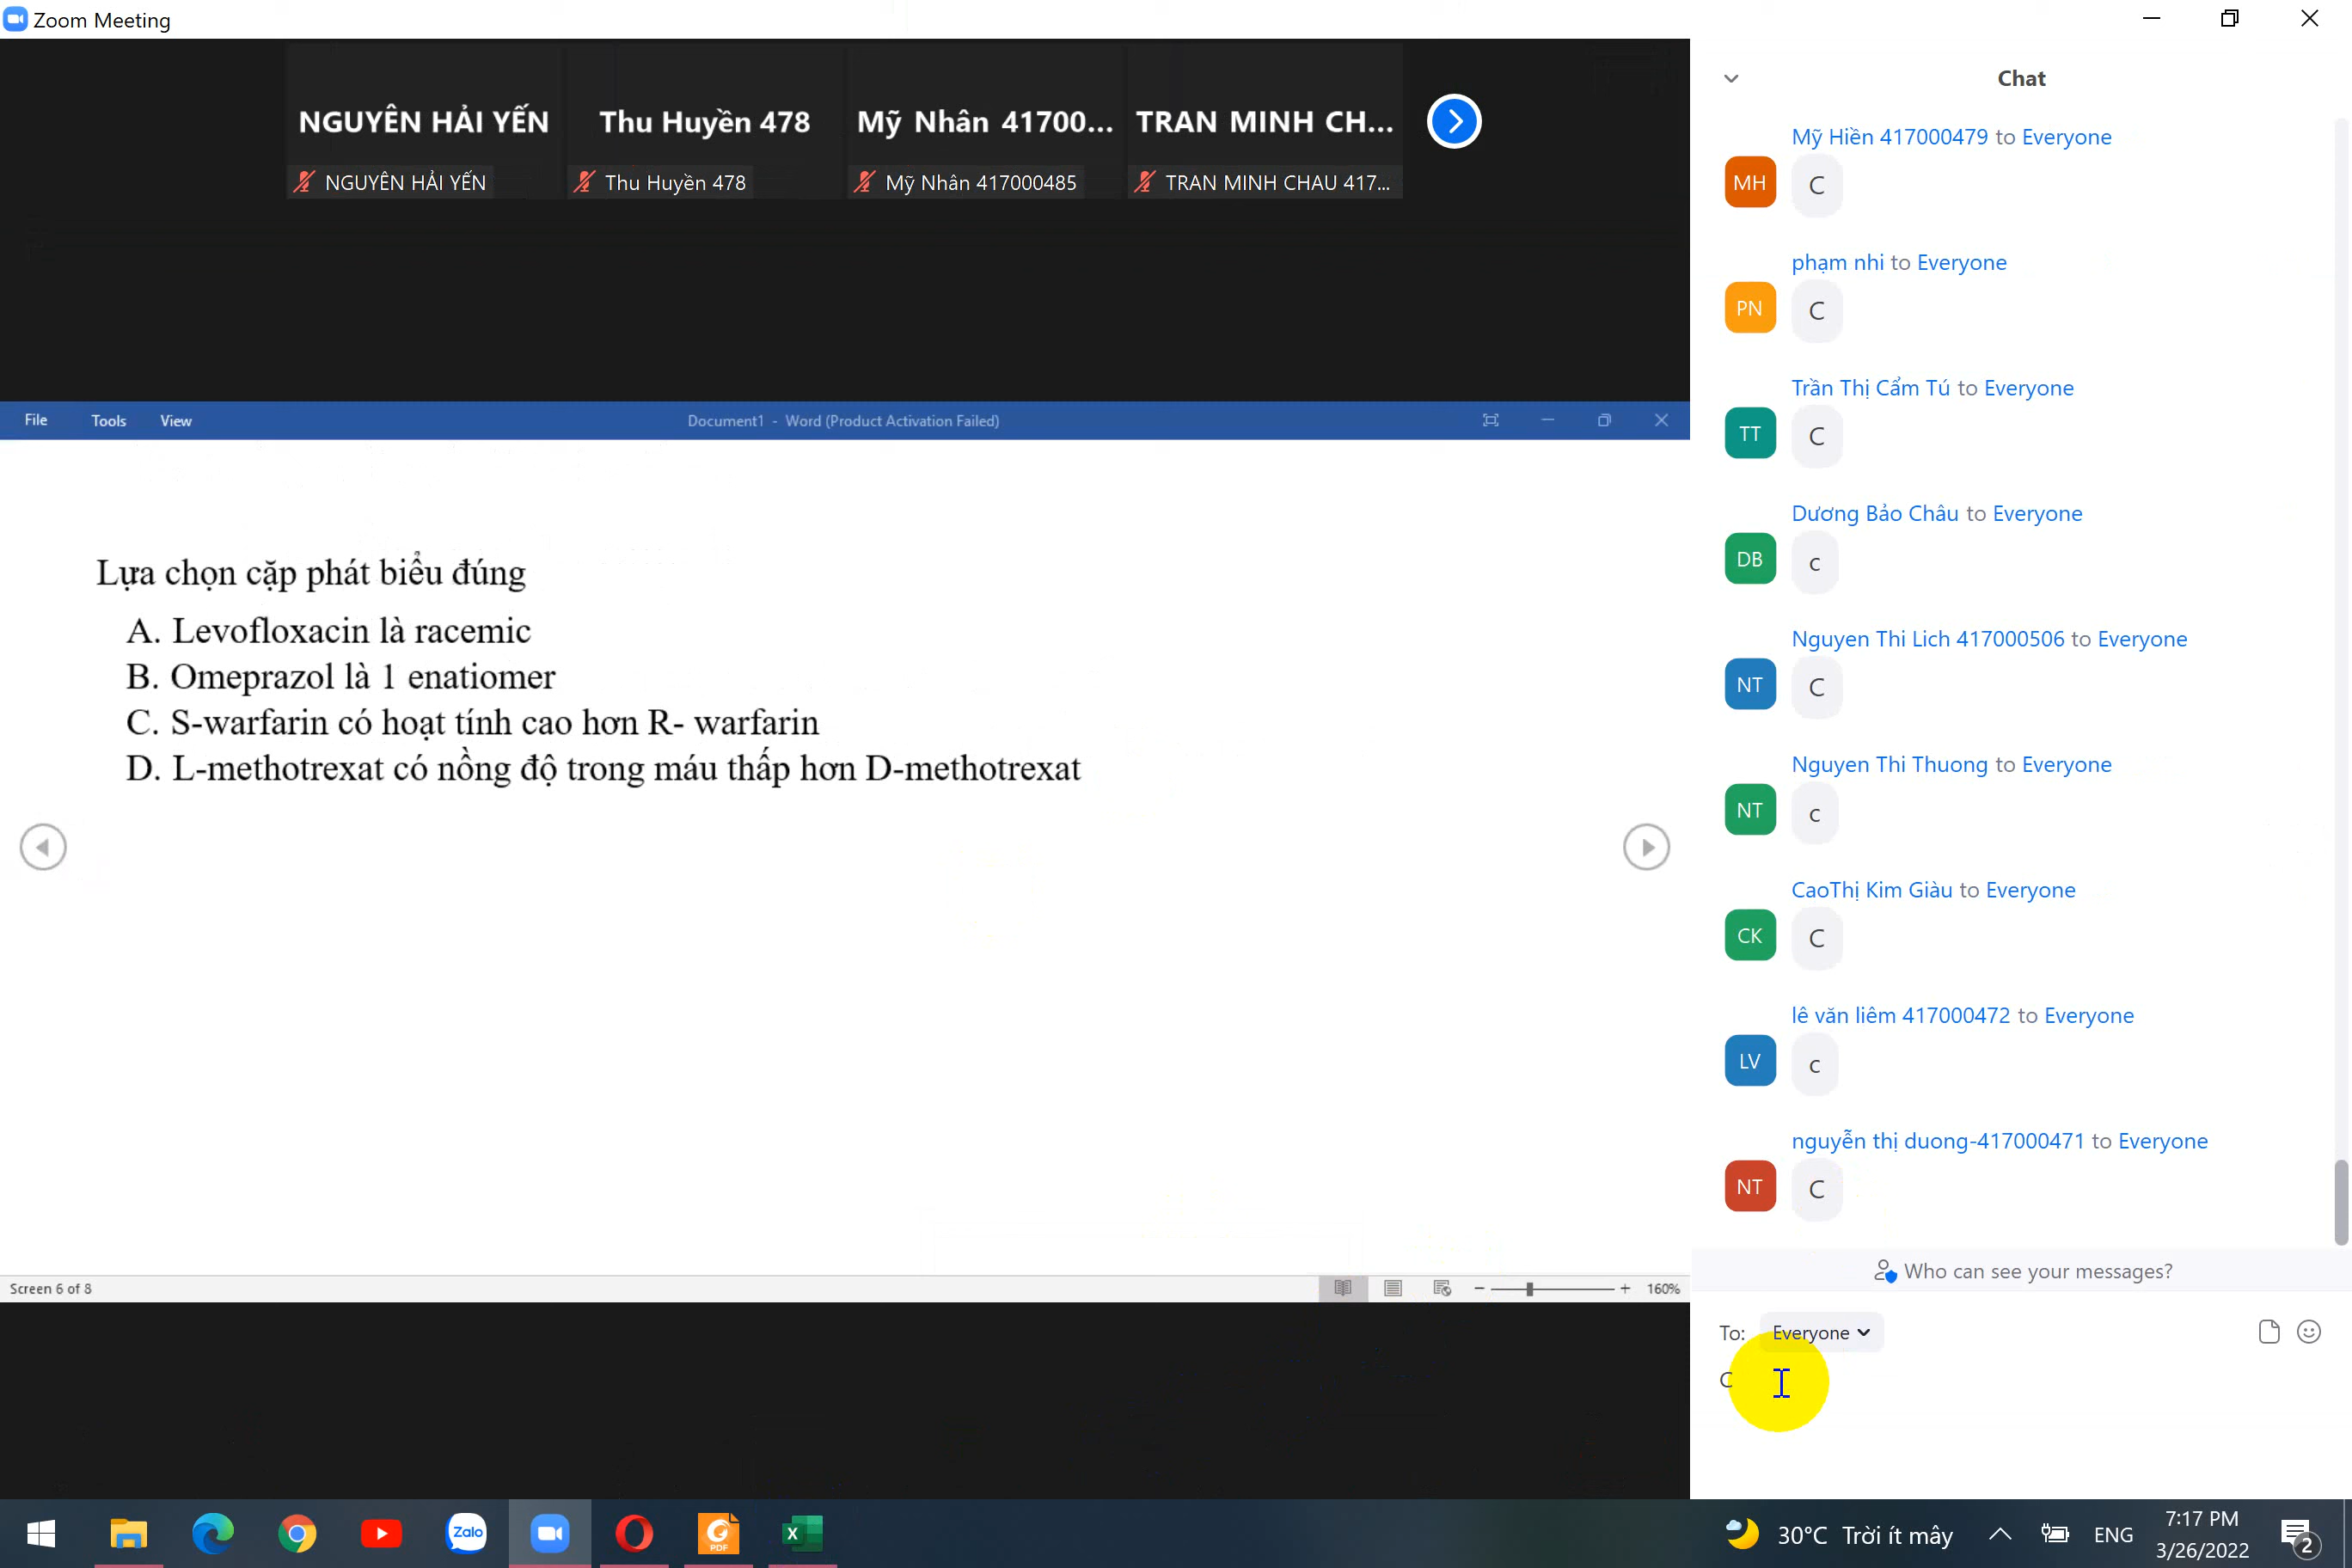 Zoom Meeting
NGUYÊN HẢI YẾN
Thu Huyền 478
Mỹ Nhân 41700...
TRAN MINH CH...
NGUYÊN HẢI YẾN
Thu Huyền 478
Mỹ Nhân 417000485
TRAN MINH CHAU 417...
File Tools View
Document1 - Word (Product Activation Failed)
Lựa chọn cặp phát biểu đúng
A. Levofloxacin là racemic
B. Omeprazol là 1 enatiomer
C. S-warfarin có hoạt tính cao hơn R- warfarin
D. L-methotrexat có nồng độ trong máu thấp hơn D-methotrexat
Screen 6 of 8
160%
Chat
Mỹ Hiền 417000479 to Everyone
MH
C
phạm nhi to Everyone
PN
C
Trần Thị Cẩm Tú to Everyone
TT
C
Dương Bảo Châu to Everyone
DB
c
Nguyen Thi Lich 417000506 to Everyone
NT
C
Nguyen Thi Thuong to Everyone
NT
c
CaoThị Kim Giàu to Everyone
CK
C
lê văn liêm 417000472 to Everyone
LV
c
nguyễn thị duong-417000471 to Everyone
NT
C
Who can see your messages?
To: Everyone
C
Zalo
PDF
X
30°C Trời ít mây
ENG
7:17 PM
3/26/2022
2